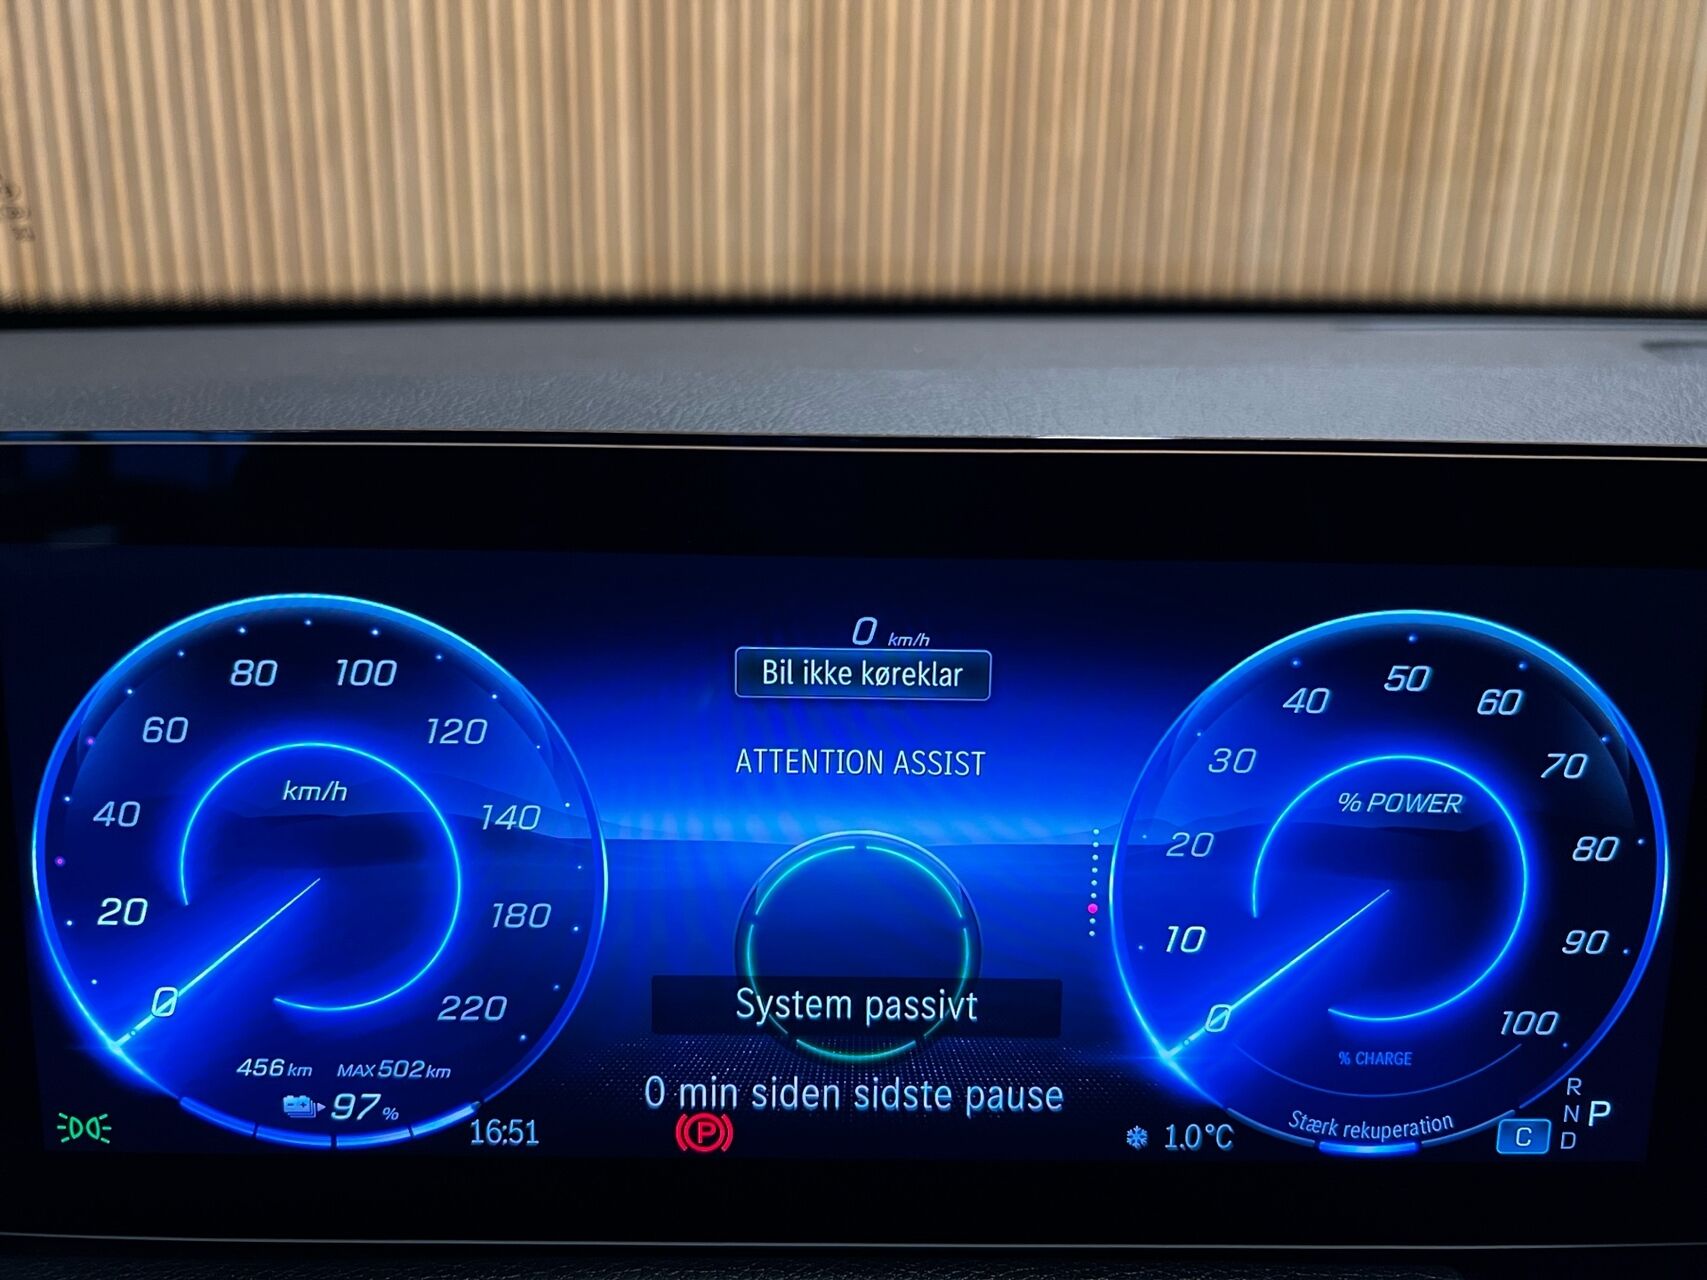 0 km/h
Bil ikke køreklar
ATTENTION ASSIST
System passivt
0 min siden sidste pause
km/h
0
20
40
60
80
100
120
140
180
220
456 km MAX 502 km
97 %
16:51
P
1.0°C
% POWER
0
10
20
30
40
50
60
70
80
90
100
% CHARGE
Stærk rekuperation
C
R
N P
D